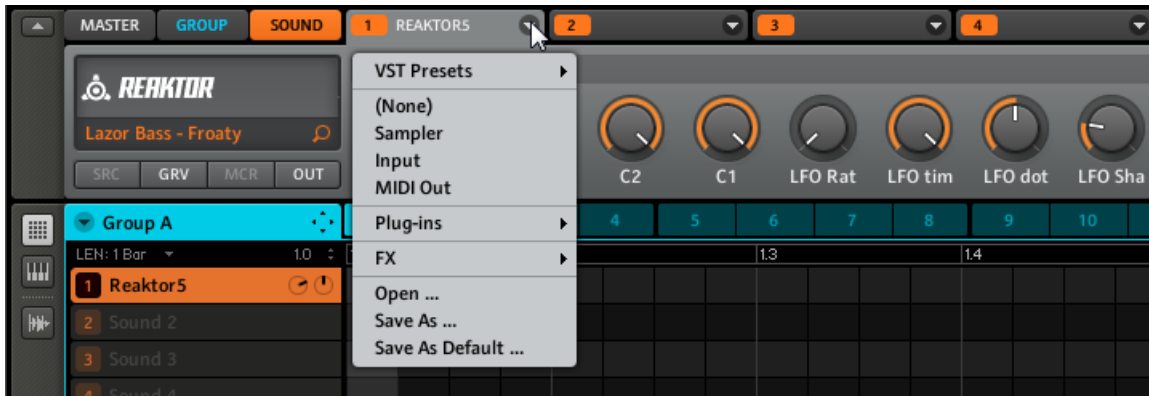 MASTER GROUP SOUND 1 REAKTOR5 2 3 4
REAKTOR
Lazor Bass - Froaty
SRC GRV MCR OUT
VST Presets
(None)
Sampler
Input
MIDI Out
Plug-ins
FX
Open ...
Save As ...
Save As Default ...
C2 C1 LFO Rat LFO tim LFO dot LFO Sha
Group A 4 5 6 7 8 9 10
LEN: 1 Bar 1.0 1.3 1.4
1 Reaktor5
2 Sound 2
3 Sound 3
4 Sound 4